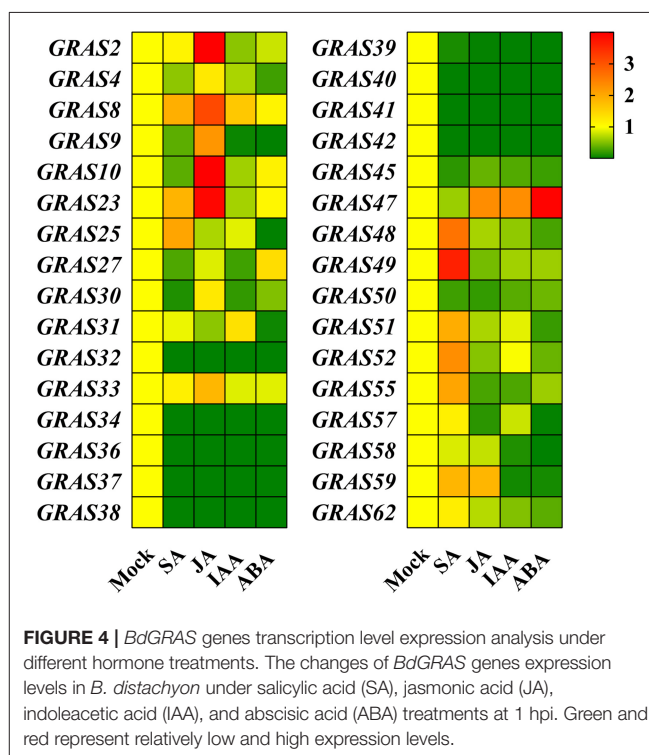 GRAS2
GRAS4
GRAS8
GRAS9
GRAS10
GRAS23
GRAS25
GRAS27
GRAS30
GRAS31
GRAS32
GRAS33
GRAS34
GRAS36
GRAS37
GRAS38
Mock SA JA IAA ABA
GRAS39
GRAS40
GRAS41
GRAS42
GRAS45
GRAS47
GRAS48
GRAS49
GRAS50
GRAS51
GRAS52
GRAS55
GRAS57
GRAS58
GRAS59
GRAS62
Mock SA JA IAA ABA
3
2
1
FIGURE 4 | BdGRAS genes transcription level expression analysis under
different hormone treatments. The changes of BdGRAS genes expression
levels in B. distachyon under salicylic acid (SA), jasmonic acid (JA),
indoleacetic acid (IAA), and abscisic acid (ABA) treatments at 1 hpi. Green and
red represent relatively low and high expression levels.